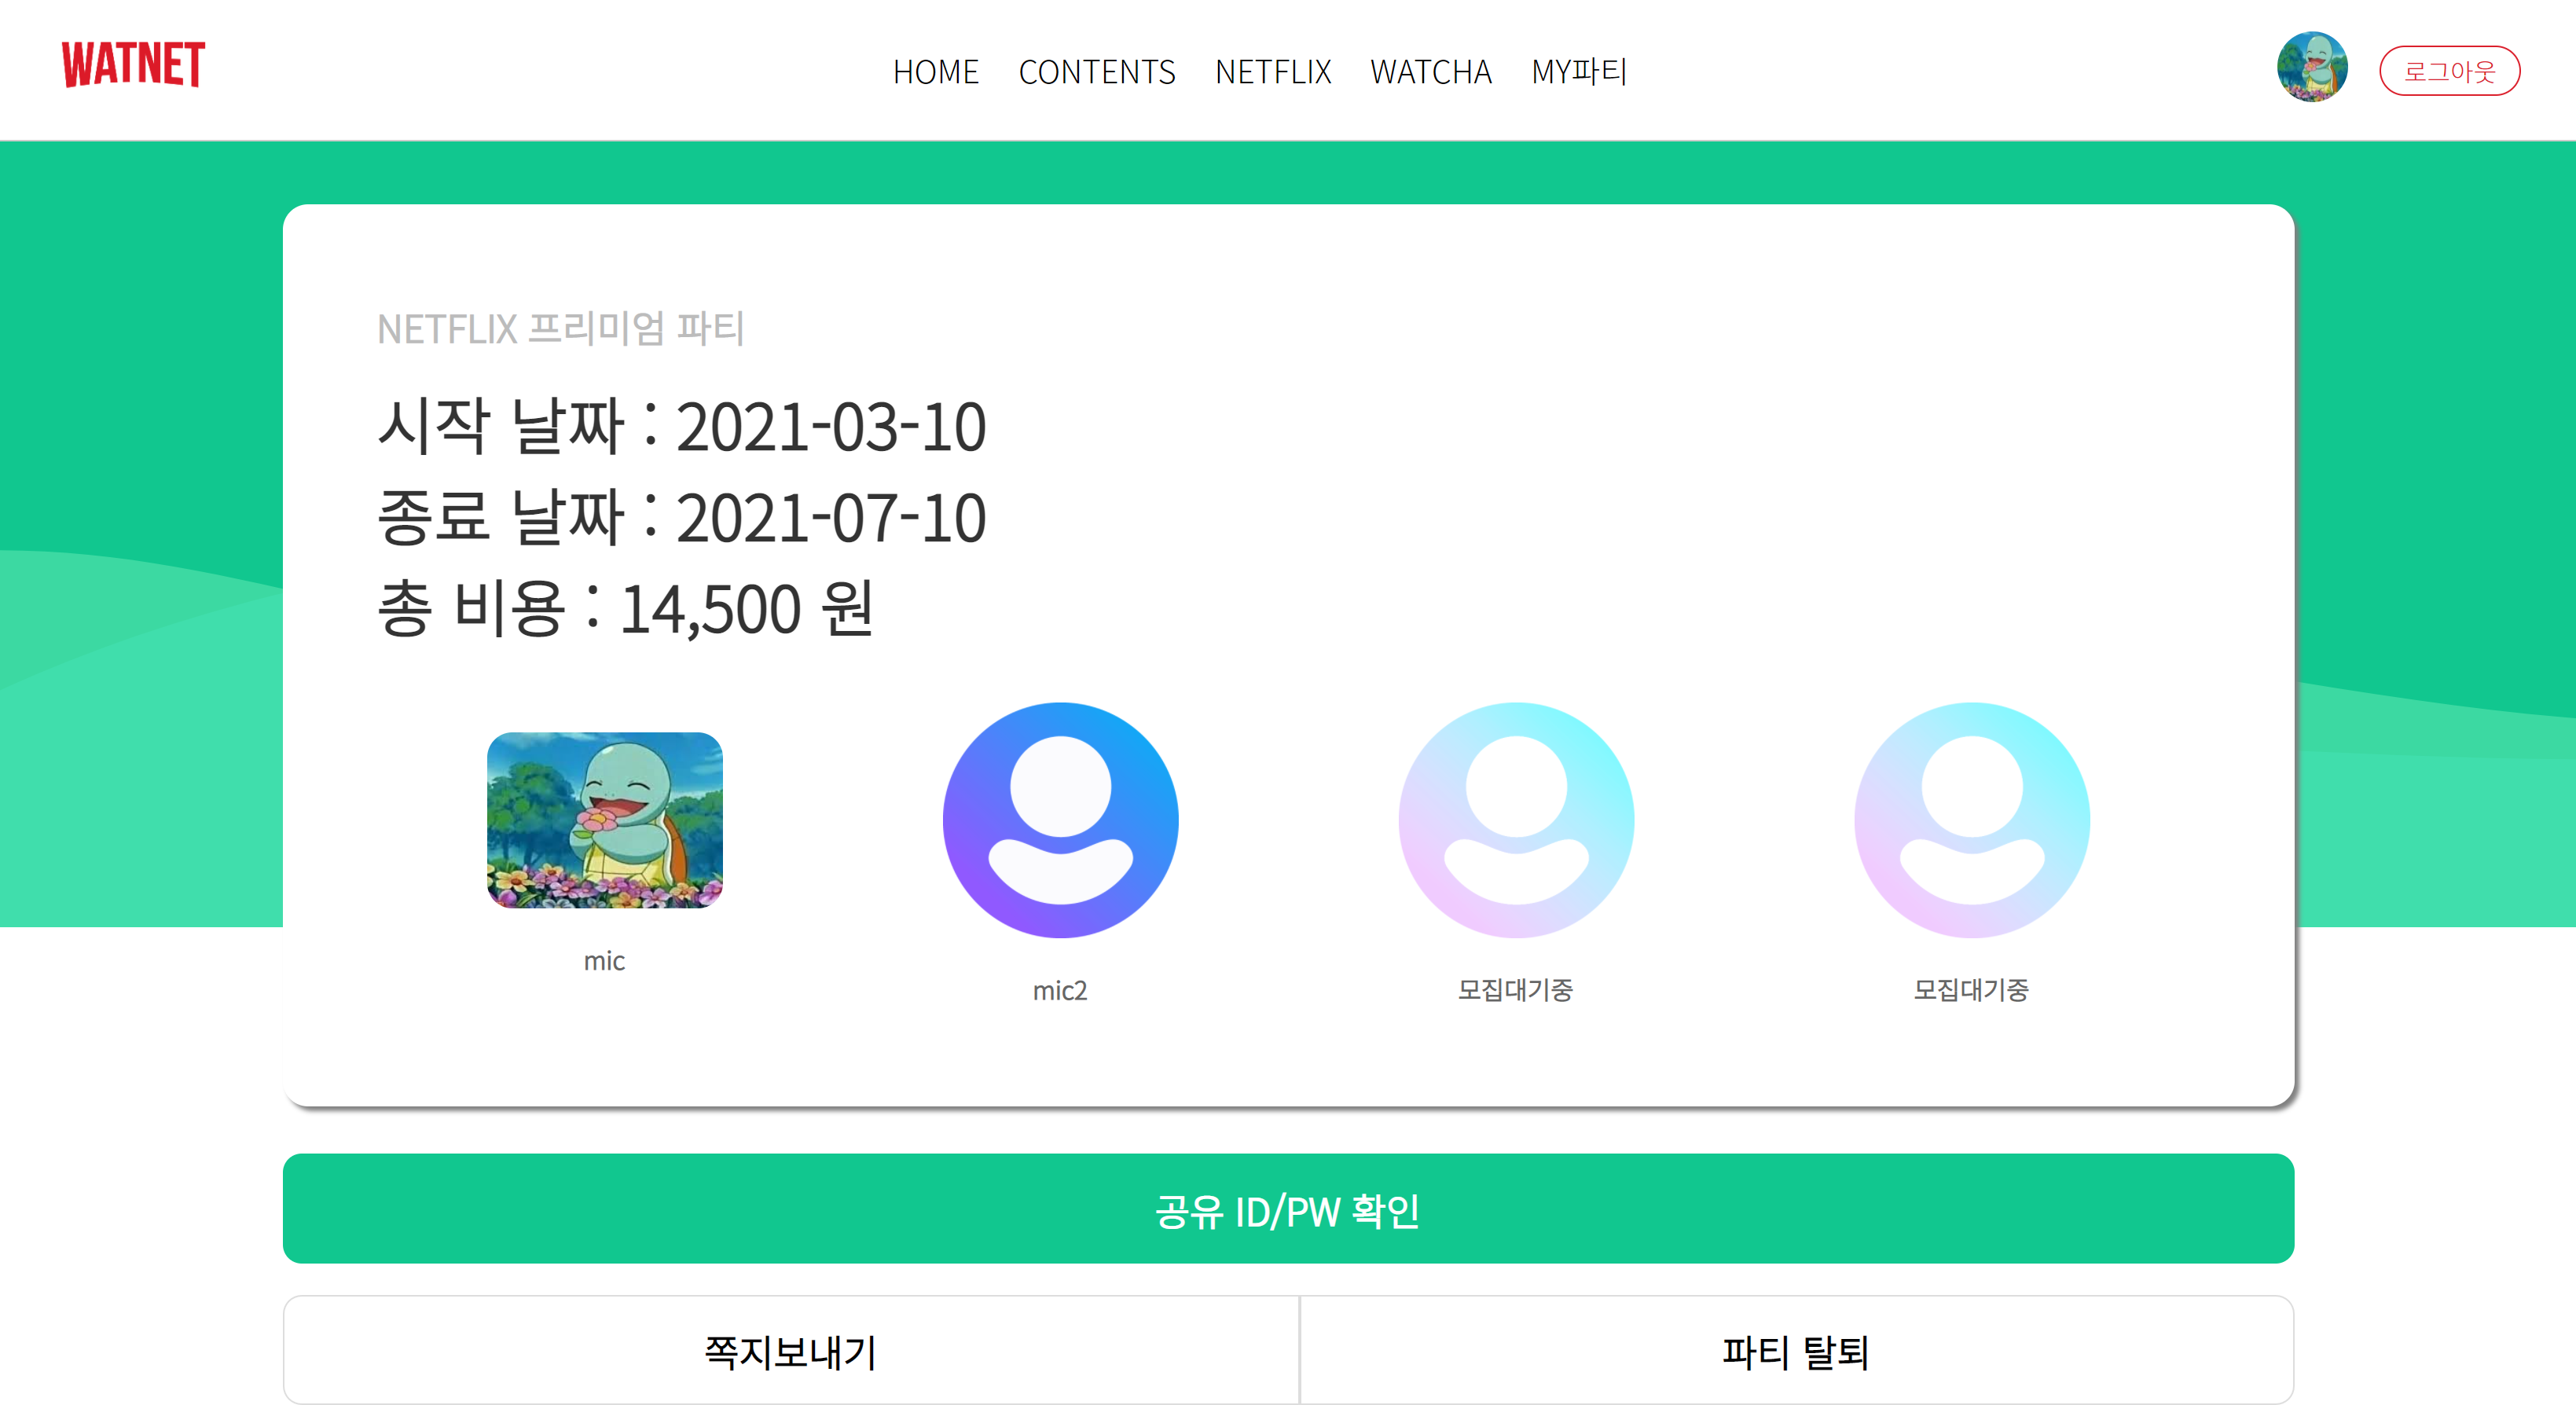 WATNET
HOME CONTENTS NETFLIX WATCHA MY파티
로그아웃
NETFLIX 프리미엄 파티
시작 날짜 : 2021-03-10
종료 날짜 : 2021-07-10
총 비용 : 14,500 원
mic
mic2
모집대기중
모집대기중
공유 ID/PW 확인
쪽지보내기
파티 탈퇴